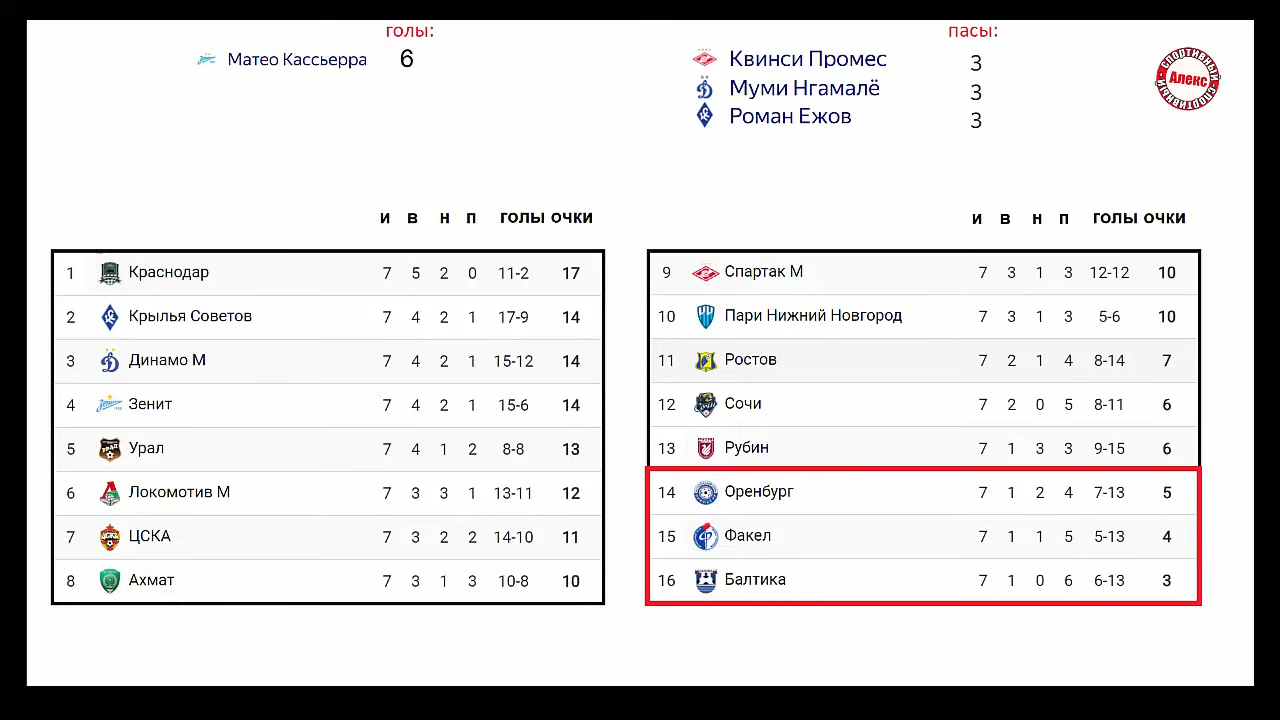 голы:
Матео Кассьерра 6
пасы:
Квинси Промес 3
Муми Нгамалё 3
Роман Ежов 3
СПОРТИВНЫЙ
Алекс
СПОРТИВНЫЙ
И В Н П ГОЛЫ ОЧКИ
1 Краснодар 7 5 2 0 11-2 17
2 Крылья Советов 7 4 2 1 17-9 14
3 Динамо М 7 4 2 1 15-12 14
4 Зенит 7 4 2 1 15-6 14
5 Урал 7 4 1 2 8-8 13
6 Локомотив М 7 3 3 1 13-11 12
7 ЦСКА 7 3 2 2 14-10 11
8 Ахмат 7 3 1 3 10-8 10
И В Н П ГОЛЫ ОЧКИ
9 Спартак М 7 3 1 3 12-12 10
10 Пари Нижний Новгород 7 3 1 3 5-6 10
11 Ростов 7 2 1 4 8-14 7
12 Сочи 7 2 0 5 8-11 6
13 Рубин 7 1 3 3 9-15 6
14 Оренбург 7 1 2 4 7-13 5
15 Факел 7 1 1 5 5-13 4
16 Балтика 7 1 0 6 6-13 3